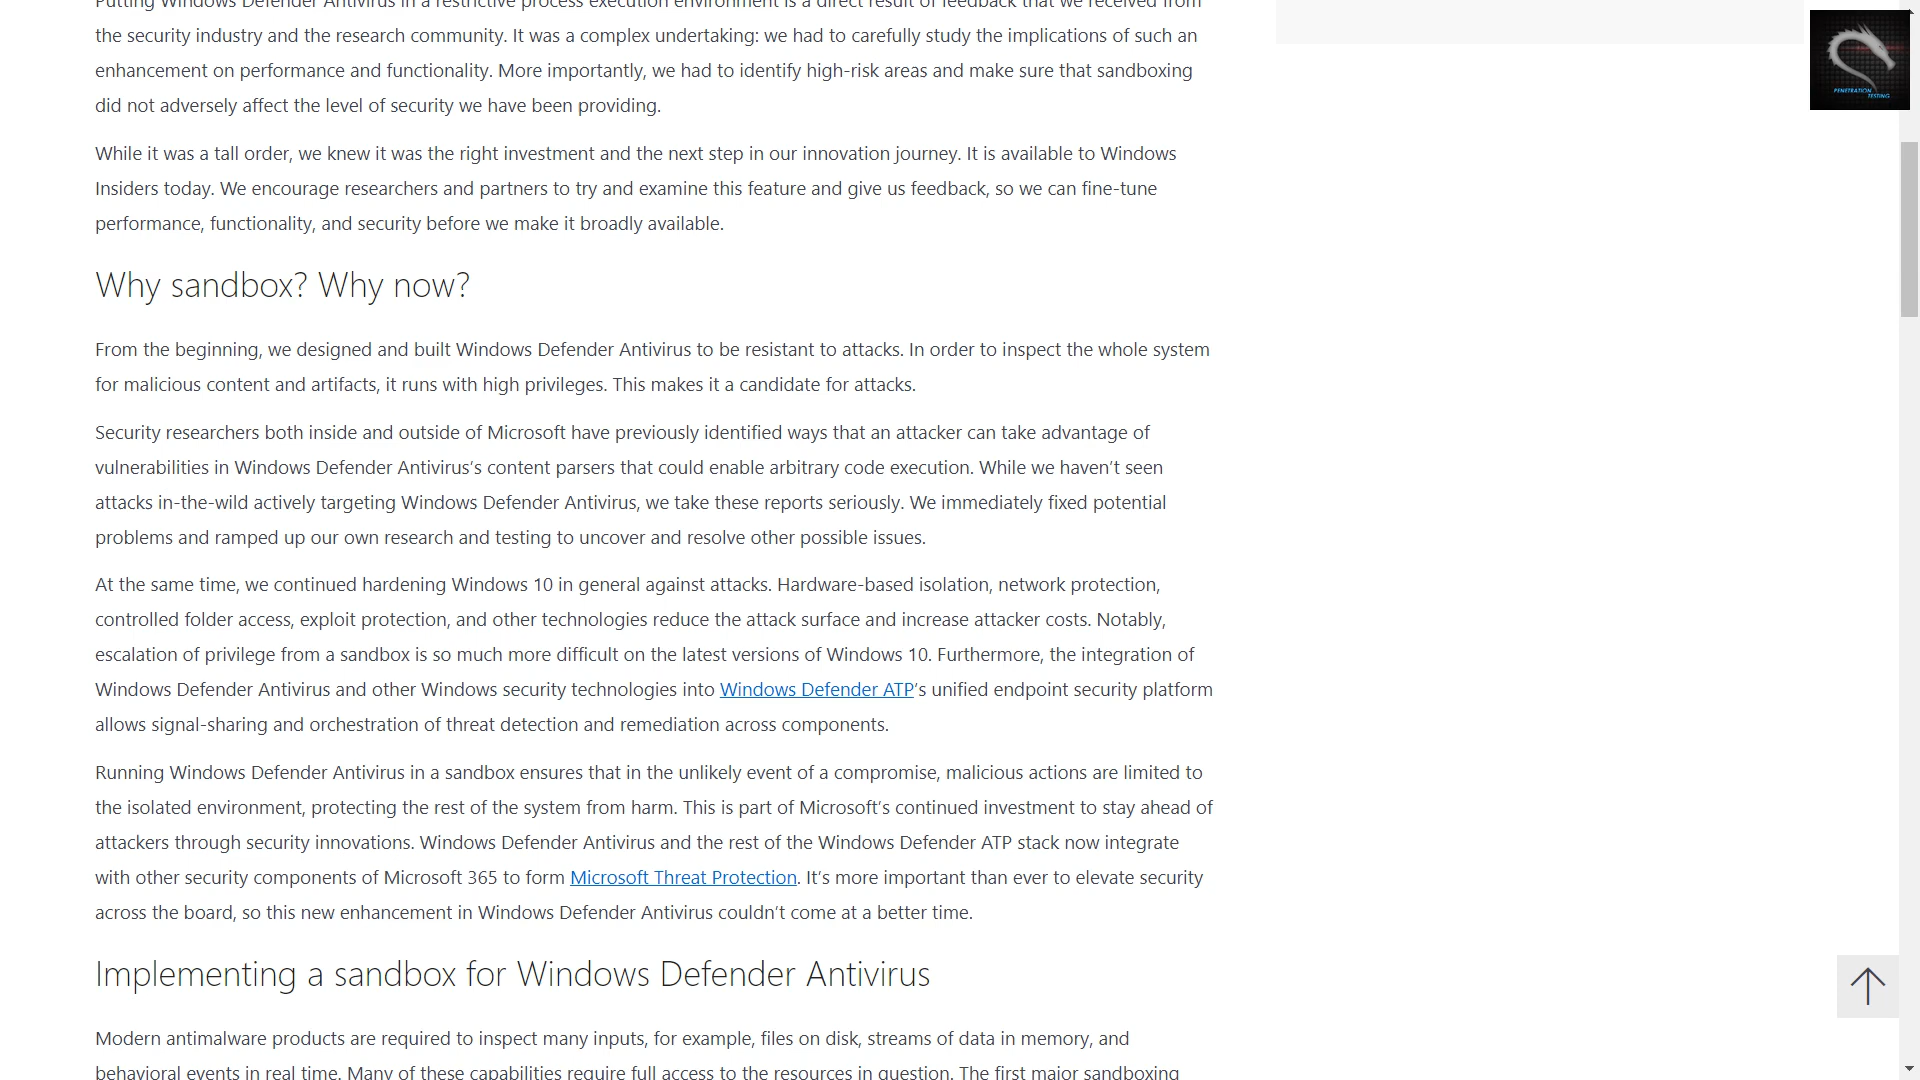 Putting Windows Defender Antivirus in a restrictive process execution environment is a direct result of feedback that we received from
the security industry and the research community. It was a complex undertaking: we had to carefully study the implications of such an
enhancement on performance and functionality. More importantly, we had to identify high-risk areas and make sure that sandboxing
did not adversely affect the level of security we have been providing.
PENETRATION
TESTING
While it was a tall order, we knew it was the right investment and the next step in our innovation journey. It is available to Windows
Insiders today. We encourage researchers and partners to try and examine this feature and give us feedback, so we can fine-tune
performance, functionality, and security before we make it broadly available.
Why sandbox? Why now?
From the beginning, we designed and built Windows Defender Antivirus to be resistant to attacks. In order to inspect the whole system
for malicious content and artifacts, it runs with high privileges. This makes it a candidate for attacks.
Security researchers both inside and outside of Microsoft have previously identified ways that an attacker can take advantage of
vulnerabilities in Windows Defender Antivirus’s content parsers that could enable arbitrary code execution. While we haven’t seen
attacks in-the-wild actively targeting Windows Defender Antivirus, we take these reports seriously. We immediately fixed potential
problems and ramped up our own research and testing to uncover and resolve other possible issues.
At the same time, we continued hardening Windows 10 in general against attacks. Hardware-based isolation, network protection,
controlled folder access, exploit protection, and other technologies reduce the attack surface and increase attacker costs. Notably,
escalation of privilege from a sandbox is so much more difficult on the latest versions of Windows 10. Furthermore, the integration of
Windows Defender Antivirus and other Windows security technologies into Windows Defender ATP’s unified endpoint security platform
allows signal-sharing and orchestration of threat detection and remediation across components.
Running Windows Defender Antivirus in a sandbox ensures that in the unlikely event of a compromise, malicious actions are limited to
the isolated environment, protecting the rest of the system from harm. This is part of Microsoft’s continued investment to stay ahead of
attackers through security innovations. Windows Defender Antivirus and the rest of the Windows Defender ATP stack now integrate
with other security components of Microsoft 365 to form Microsoft Threat Protection. It’s more important than ever to elevate security
across the board, so this new enhancement in Windows Defender Antivirus couldn’t come at a better time.
Implementing a sandbox for Windows Defender Antivirus
Modern antimalware products are required to inspect many inputs, for example, files on disk, streams of data in memory, and
behavioral events in real time. Many of these capabilities require full access to the resources in question. The first major sandboxing